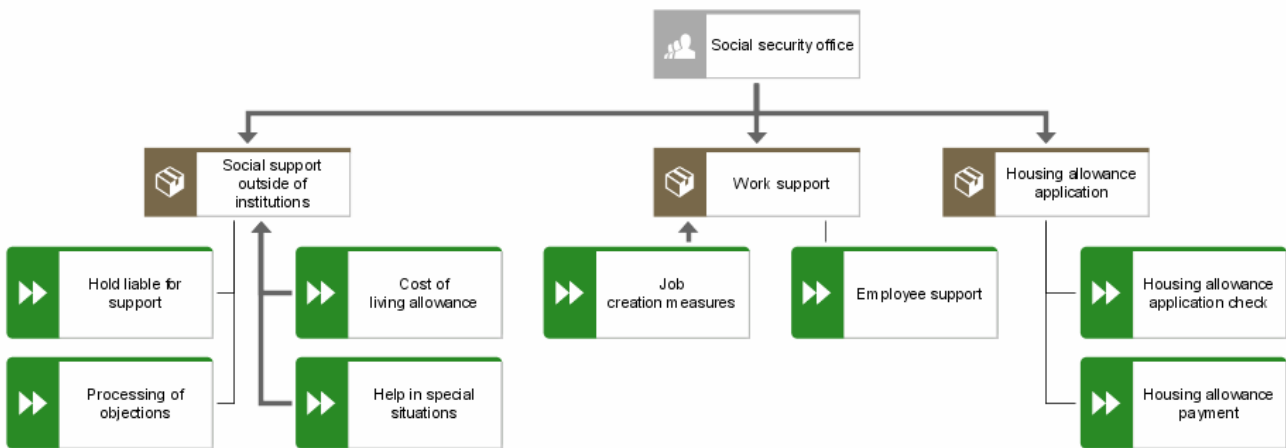 Social security office
Social support
outside of
institutions
Work support
Housing allowance
application
Hold liable for
support
Cost of
living allowance
Job
creation measures
Employee support
Housing allowance
application check
Processing of
objections
Help in special
situations
Housing allowance
payment